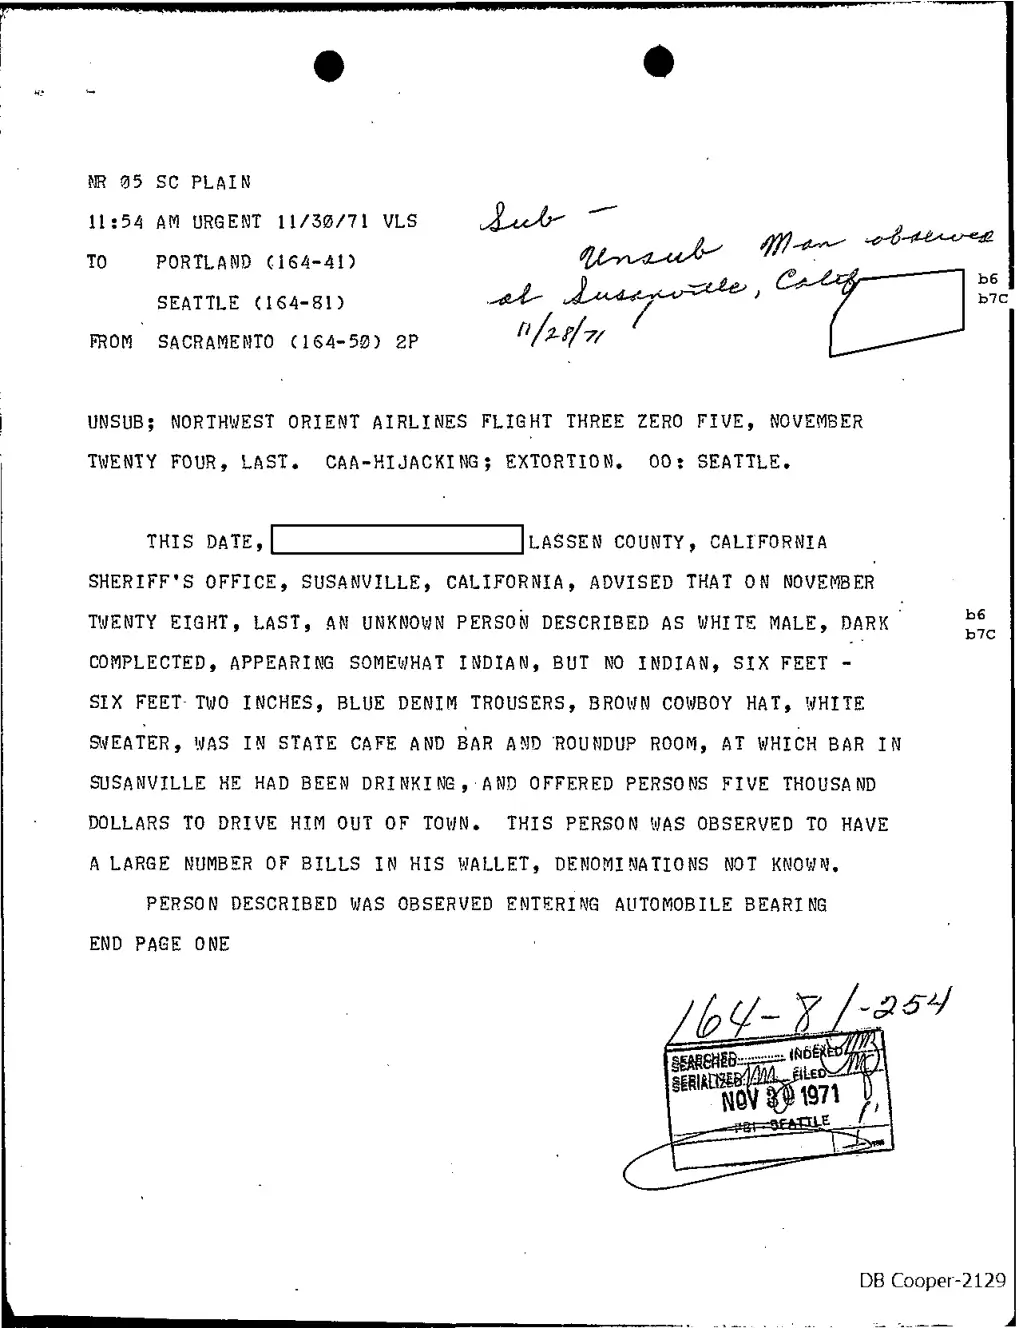 NR 05 SC PLAIN
11:54 AM URGENT 11/30/71 VLS
TO PORTLAND (164-41)
SEATTLE (164-81)
FROM SACRAMENTO (164-50) 2P
Sub —
Unsub Man observed
at Susanville, Calif
11/28/71
b6
b7C
UNSUB; NORTHWEST ORIENT AIRLINES FLIGHT THREE ZERO FIVE, NOVEMBER
TWENTY FOUR, LAST. CAA-HIJACKING; EXTORTION. OO: SEATTLE.
THIS DATE, LASSEN COUNTY, CALIFORNIA
SHERIFF'S OFFICE, SUSANVILLE, CALIFORNIA, ADVISED THAT ON NOVEMBER
TWENTY EIGHT, LAST, AN UNKNOWN PERSON DESCRIBED AS WHITE MALE, DARK
b6
b7C
COMPLECTED, APPEARING SOMEWHAT INDIAN, BUT NO INDIAN, SIX FEET -
SIX FEET TWO INCHES, BLUE DENIM TROUSERS, BROWN COWBOY HAT, WHITE
SWEATER, WAS IN STATE CAFE AND BAR AND ROUNDUP ROOM, AT WHICH BAR IN
SUSANVILLE HE HAD BEEN DRINKING, AND OFFERED PERSONS FIVE THOUSAND
DOLLARS TO DRIVE HIM OUT OF TOWN. THIS PERSON WAS OBSERVED TO HAVE
A LARGE NUMBER OF BILLS IN HIS WALLET, DENOMINATIONS NOT KNOWN.
PERSON DESCRIBED WAS OBSERVED ENTERING AUTOMOBILE BEARING
END PAGE ONE
164-81-254
SEARCHED INDEXED
SERIALIZED FILED
NOV 30 1971
FBI - SEATTLE
DB Cooper-2129